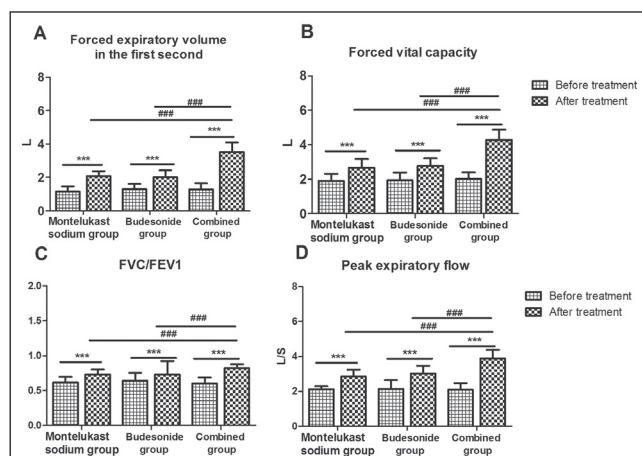 A
Forced expiratory volume
in the first second
8
6
4
2
0
L
###
###
***
***
***
Montelukast
sodium group
Budesonide
group
Combined
group
B
Forced vital capacity
8
6
4
2
0
L
###
###
***
***
***
Montelukast
sodium group
Budesonide
group
Combined
group
Before treatment
After treatment
C
FVC/FEV1
2.0
1.5
1.0
0.5
0.0
###
###
***
***
***
Montelukast
sodium group
Budesonide
group
Combined
group
D
Peak expiratory flow
8
6
4
2
0
L/S
###
###
***
***
***
Montelukast
sodium group
Budesonide
group
Combined
group
Before treatment
After treatment